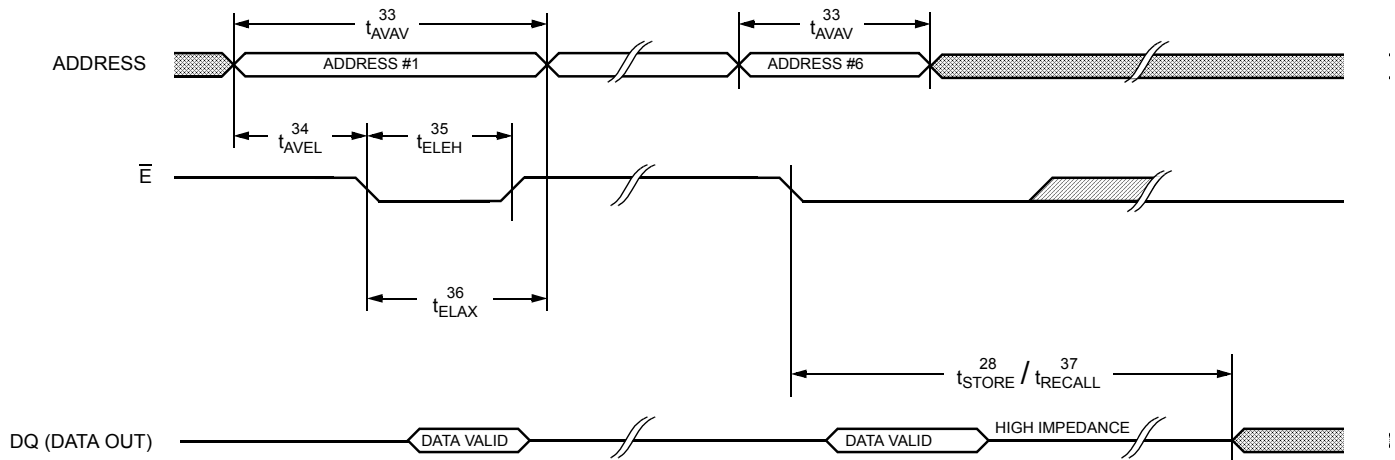 33
tAVAV
33
tAVAV
ADDRESS
ADDRESS #1
ADDRESS #6
34
tAVEL
35
tELEH
E
36
tELAX
28 37
tSTORE / tRECALL
DQ (DATA OUT)
DATA VALID
DATA VALID
HIGH IMPEDANCE